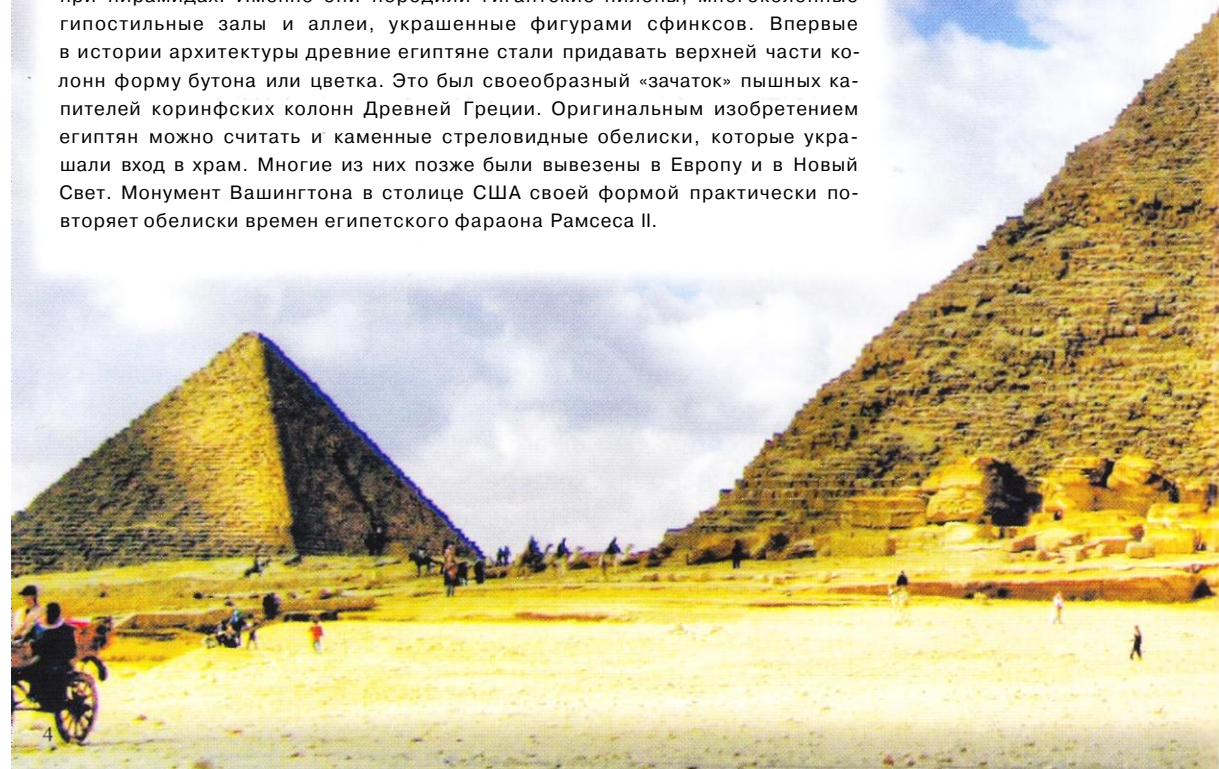 гипостильные залы и аллеи, украшенные фигурами сфинксов. Впервые
в истории архитектуры древние египтяне стали придавать верхней части ко-
лонн форму бутона или цветка. Это был своеобразный «зачаток» пышных ка-
пителей коринфских колонн Древней Греции. Оригинальным изобретением
египтян можно считать и каменные стреловидные обелиски, которые укра-
шали вход в храм. Многие из них позже были вывезены в Европу и в Новый
Свет. Монумент Вашингтона в столице США своей формой практически по-
вторяет обелиски времен египетского фараона Рамсеса II.
4